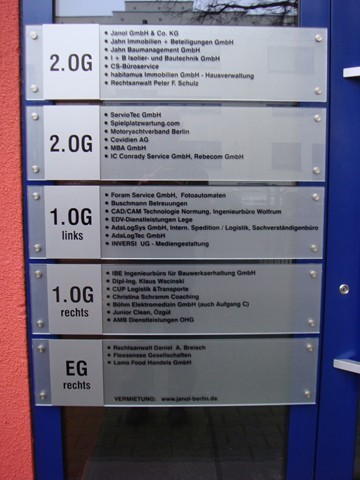 2.OG
Janol GmbH & Co. KG
Jahn Immobilien + Beteiligungen GmbH
Jahn Baumanagement GmbH
I + B Isolier- und Bautechnik GmbH
CS-Büroservice
habitamus Immobilien GmbH - Hausverwaltung
Rechtsanwalt Peter F. Schulz
2.OG
ServioTec GmbH
Spielplatzwartung.com
Motoryachtverband Berlin
Covidien AG
MBA GmbH
IC Conrady Service GmbH, Rebecom GmbH
1.OG
links
Foram Service GmbH, Fotoautomaten
Buschmann Betreuungen
CAD/CAM Technologie Normung, Ingenieurbüro Wolfrum
EDV-Dienstleistungen Lege
AdaLogSys GmbH, Intern. Spedition / Logistik, Sachverständigenbüro
AdaLogTec GmbH
INVERSI UG - Mediengestaltung
1.OG
rechts
IBE Ingenieurbüro für Bauwerkserhaltung GmbH
Dipl-Ing. Klaus Wacinski
CUP Logistik &Transporte
Christina Schramm Coaching
Böhm Elektromedizin GmbH (auch Aufgang C)
Junior Clean, Özgül
AMB Dienstleistungen OHG
EG
rechts
Rechtsanwalt Daniel A. Breisch
Fleesensee Gesellschaften
Lamo Food Handels GmbH
VERMIETUNG: www.janol-berlin.de